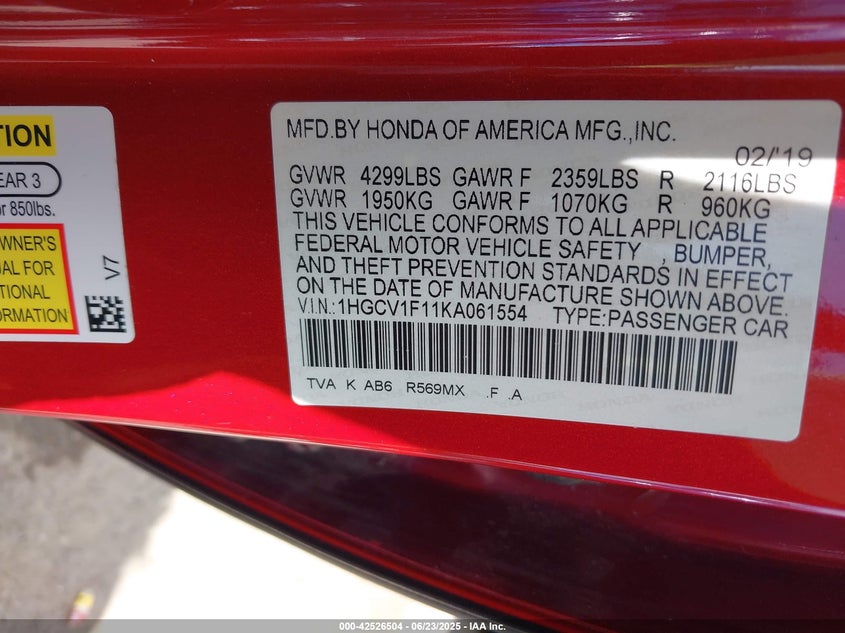 TION
EAR 3
r 850lbs.
WNER'S
UAL FOR
TIONAL
ORMATION
V7
MFD.BY HONDA OF AMERICA MFG.,INC.
02/'19
GVWR 4299LBS GAWR F 2359LBS R 2116LBS
GVWR 1950KG GAWR F 1070KG R 960KG
THIS VEHICLE CONFORMS TO ALL APPLICABLE
FEDERAL MOTOR VEHICLE SAFETY , BUMPER,
AND THEFT PREVENTION STANDARDS IN EFFECT
ON THE DATE OF MANUFACTURE SHOWN ABOVE.
V.I.N.:1HGCV1F11KA061554 TYPE:PASSENGER CAR
TVA K AB6 R569MX .F .A
000-42526504 - 06/23/2025 - IAA Inc.